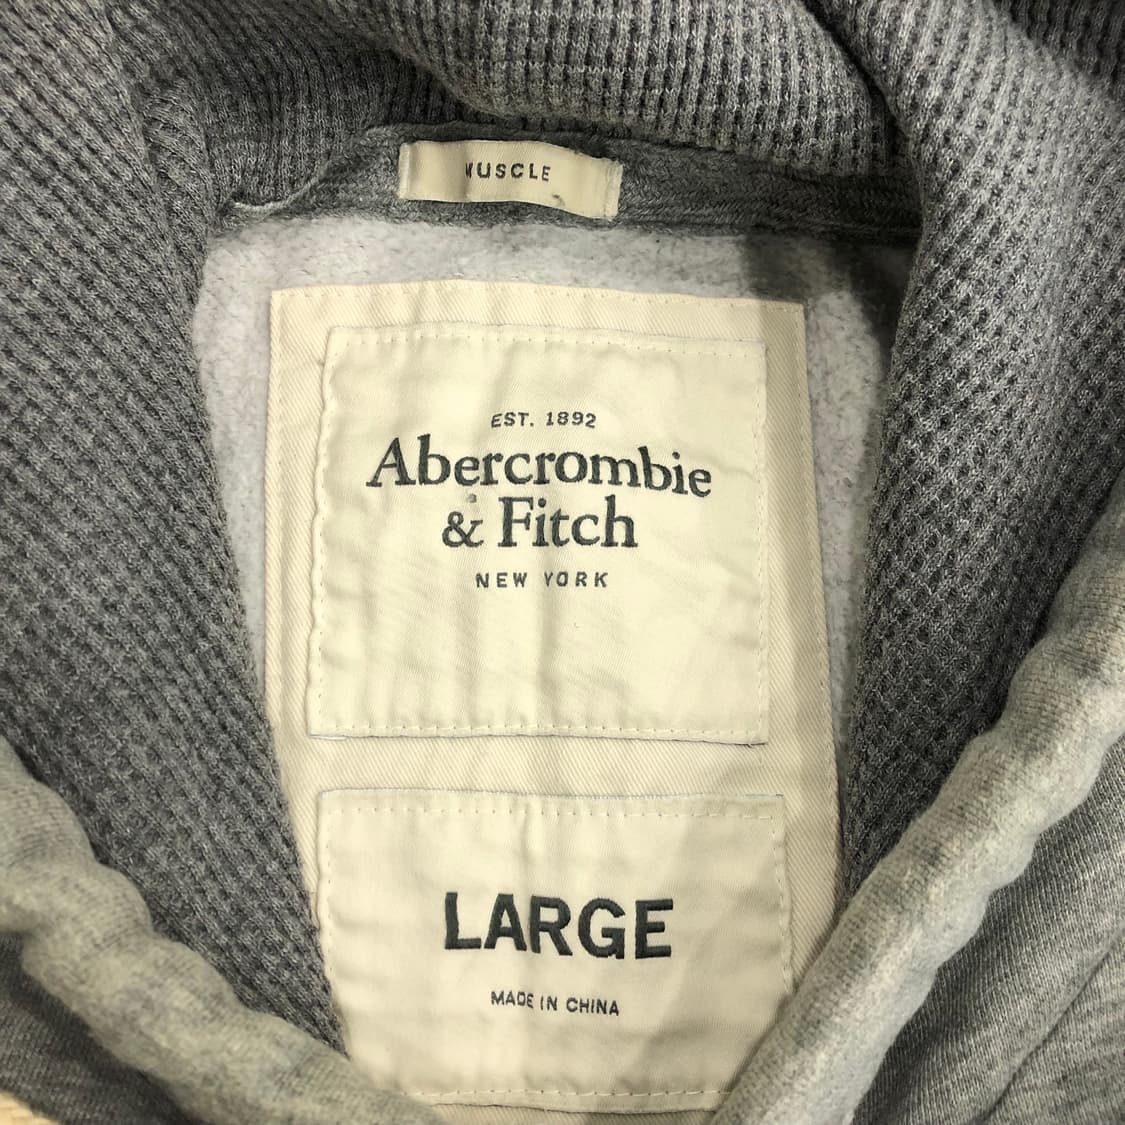 MUSCLE
EST. 1892
Abercrombie
& Fitch
NEW YORK
LARGE
MADE IN CHINA